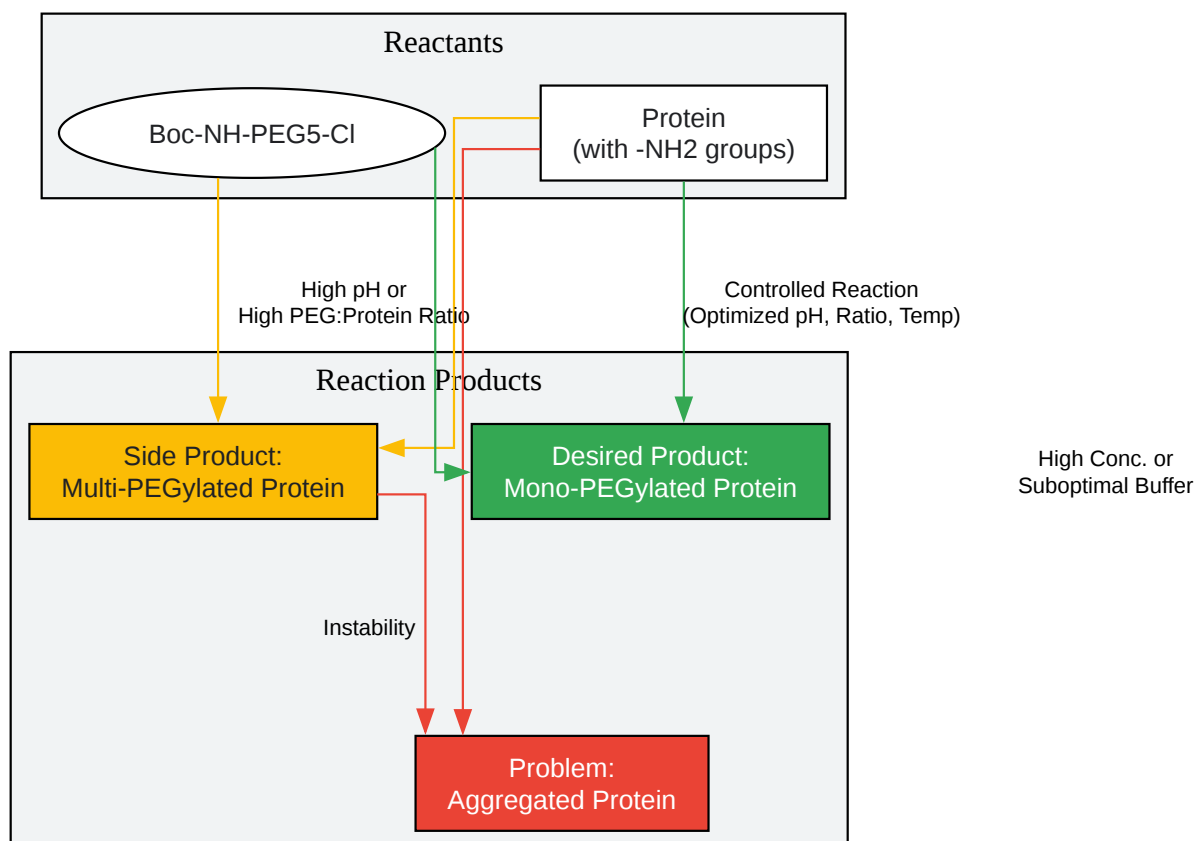 Reactants
Boc-NH-PEG5-Cl
Protein
(with -NH2 groups)
High pH or
High PEG:Protein Ratio
Controlled Reaction
(Optimized pH, Ratio, Temp)
Reaction Products
Side Product:
Multi-PEGylated Protein
Desired Product:
Mono-PEGylated Protein
High Conc. or
Suboptimal Buffer
Instability
Problem:
Aggregated Protein